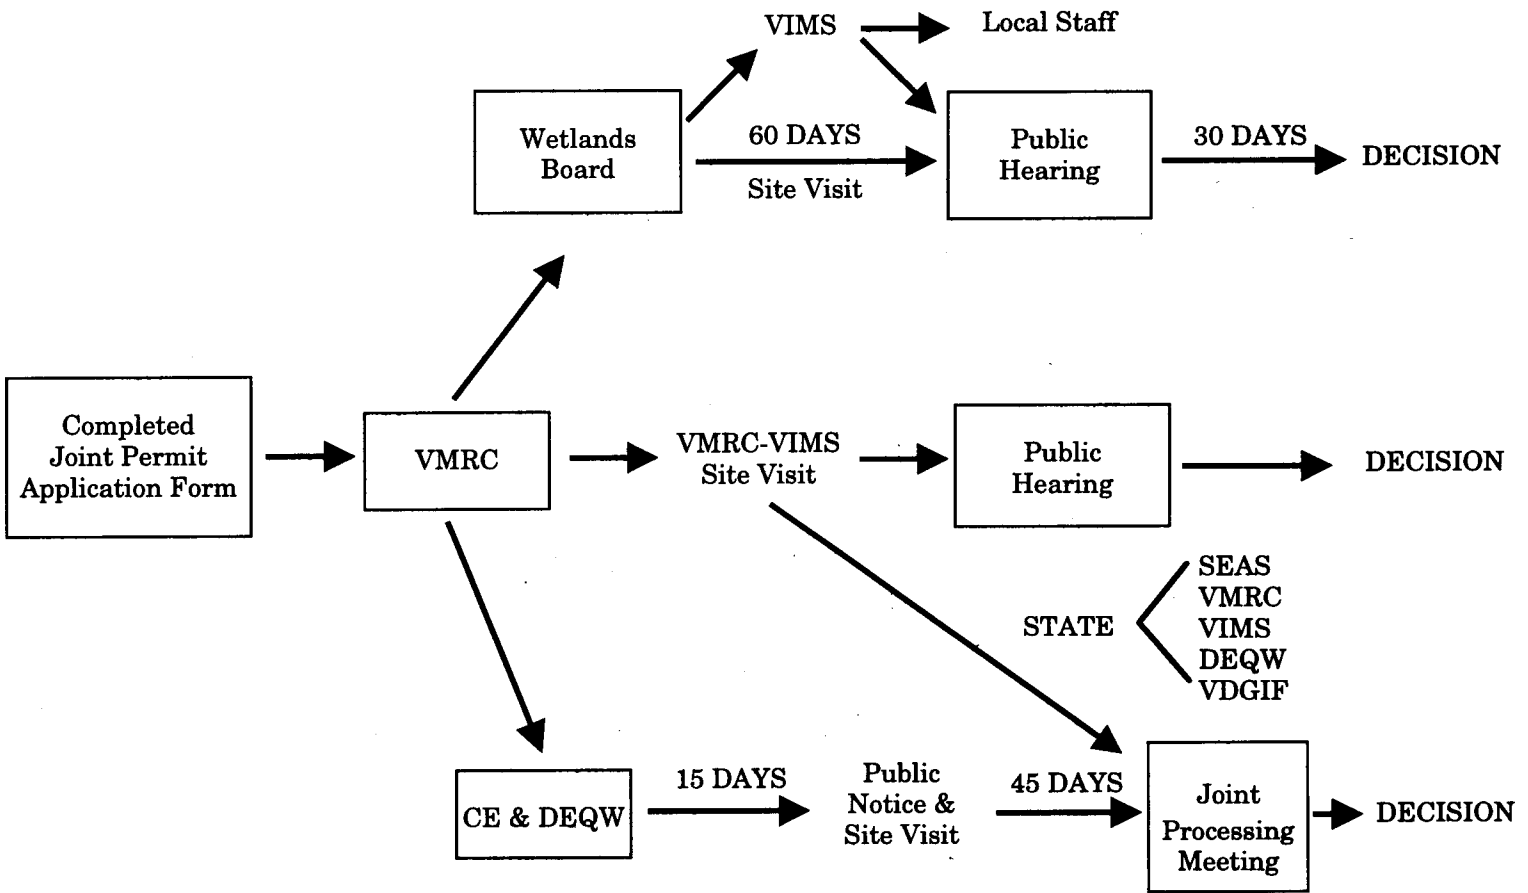 VIMS
Local Staff
Wetlands
Board
60 DAYS
Site Visit
Public
Hearing
30 DAYS
DECISION
Completed
Joint Permit
Application Form
VMRC
VMRC-VIMS
Site Visit
Public
Hearing
DECISION
STATE
SEAS
VMRC
VIMS
DEQW
VDGIF
CE & DEQW
15 DAYS
Public
Notice &
Site Visit
45 DAYS
Joint
Processing
Meeting
DECISION